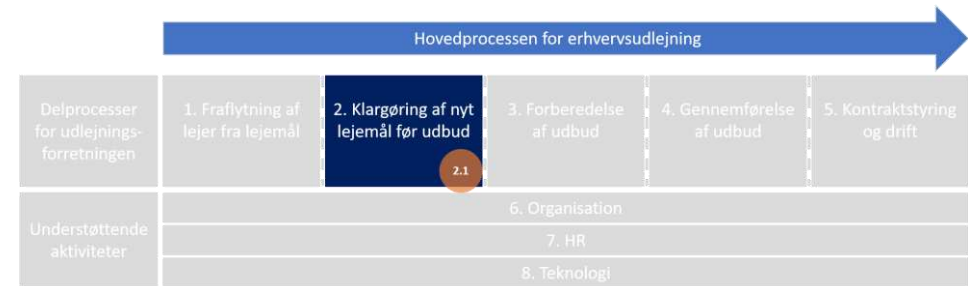 Hovedprocessen for erhvervsudlejning
Delprocesser
for udlejnings-
forretningen
1. Fraflytning af
lejer fra lejemål
2. Klargøring af nyt
lejemål før udbud
2.1
3. Forberedelse
af udbud
4. Gennemførelse
af udbud
5. Kontraktstyring
og drift
Understøttende
aktiviteter
6. Organisation
7. HR
8. Teknologi